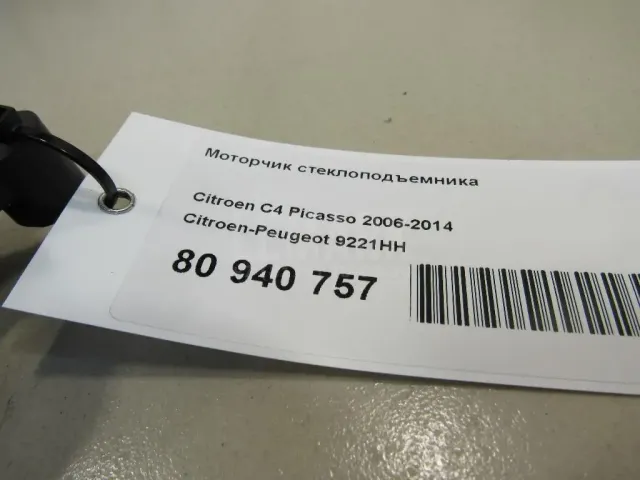 Моторчик стеклоподъемника
Citroen C4 Picasso 2006-2014
Citroen-Peugeot 9221HH
80 940 757